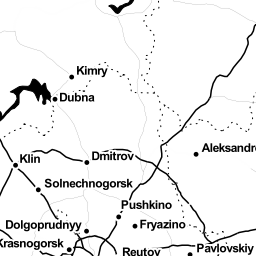 Kimry
Dubna
Aleksandro
Klin
Dmitrov
Solnechnogorsk
Pushkino
Dolgoprudnyy
Fryazino
Krasnogorsk
Reutov
Pavlovskiy